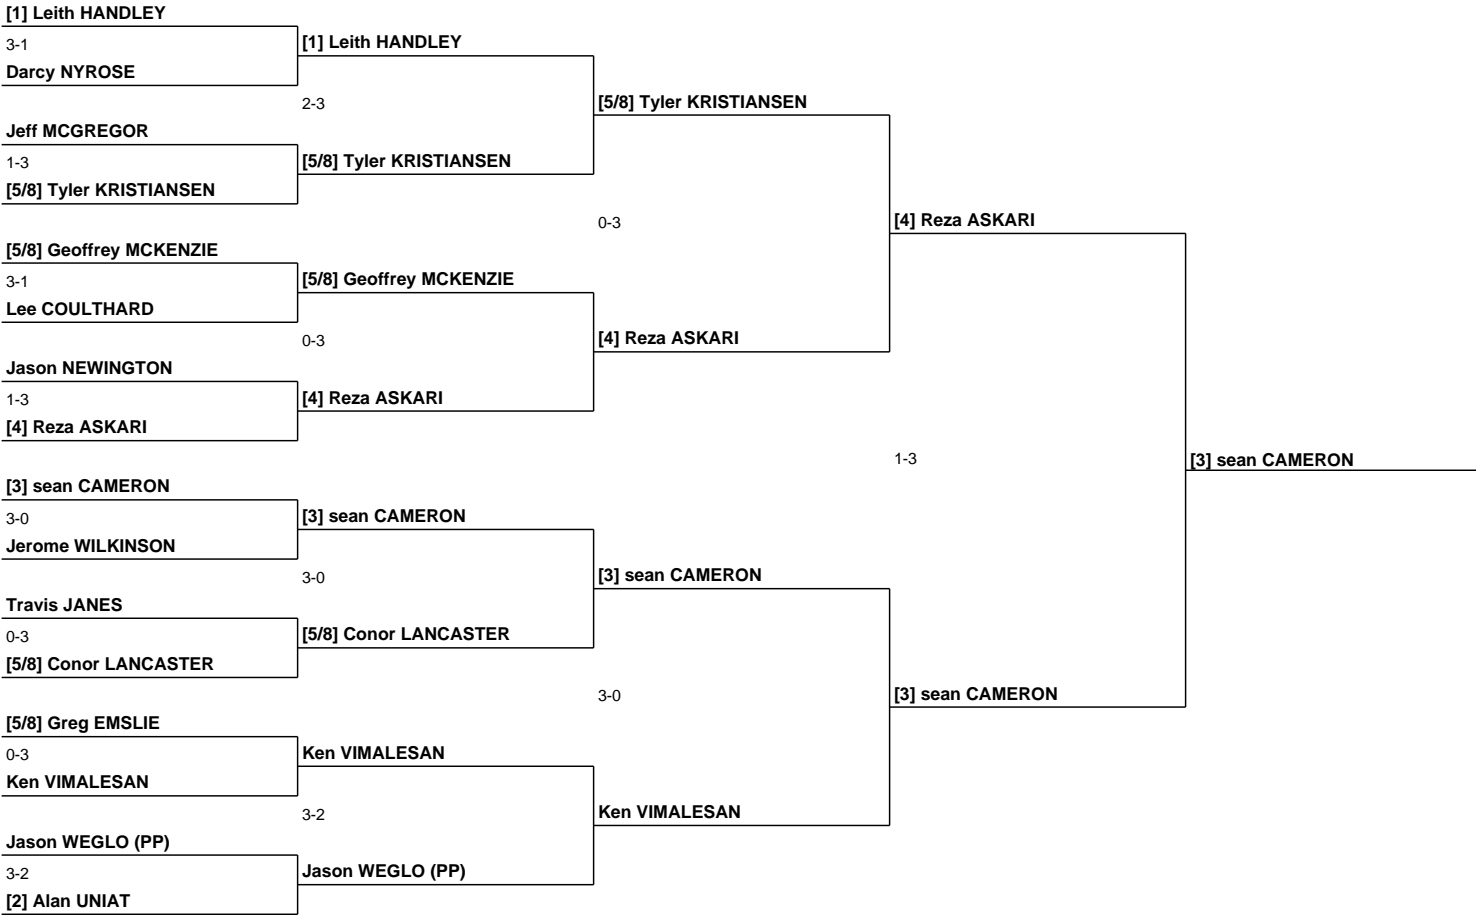 [1] Leith HANDLEY
3-1
[1] Leith HANDLEY
Darcy NYROSE
2-3
[5/8] Tyler KRISTIANSEN
Jeff MCGREGOR
1-3
[5/8] Tyler KRISTIANSEN
[5/8] Tyler KRISTIANSEN
0-3
[4] Reza ASKARI
[5/8] Geoffrey MCKENZIE
3-1
[5/8] Geoffrey MCKENZIE
Lee COULTHARD
0-3
[4] Reza ASKARI
Jason NEWINGTON
1-3
[4] Reza ASKARI
[4] Reza ASKARI
1-3
[3] sean CAMERON
[3] sean CAMERON
3-0
[3] sean CAMERON
Jerome WILKINSON
3-0
[3] sean CAMERON
Travis JANES
0-3
[5/8] Conor LANCASTER
[5/8] Conor LANCASTER
3-0
[3] sean CAMERON
[5/8] Greg EMSLIE
0-3
Ken VIMALESAN
Ken VIMALESAN
3-2
Ken VIMALESAN
Jason WEGLO (PP)
3-2
Jason WEGLO (PP)
[2] Alan UNIAT